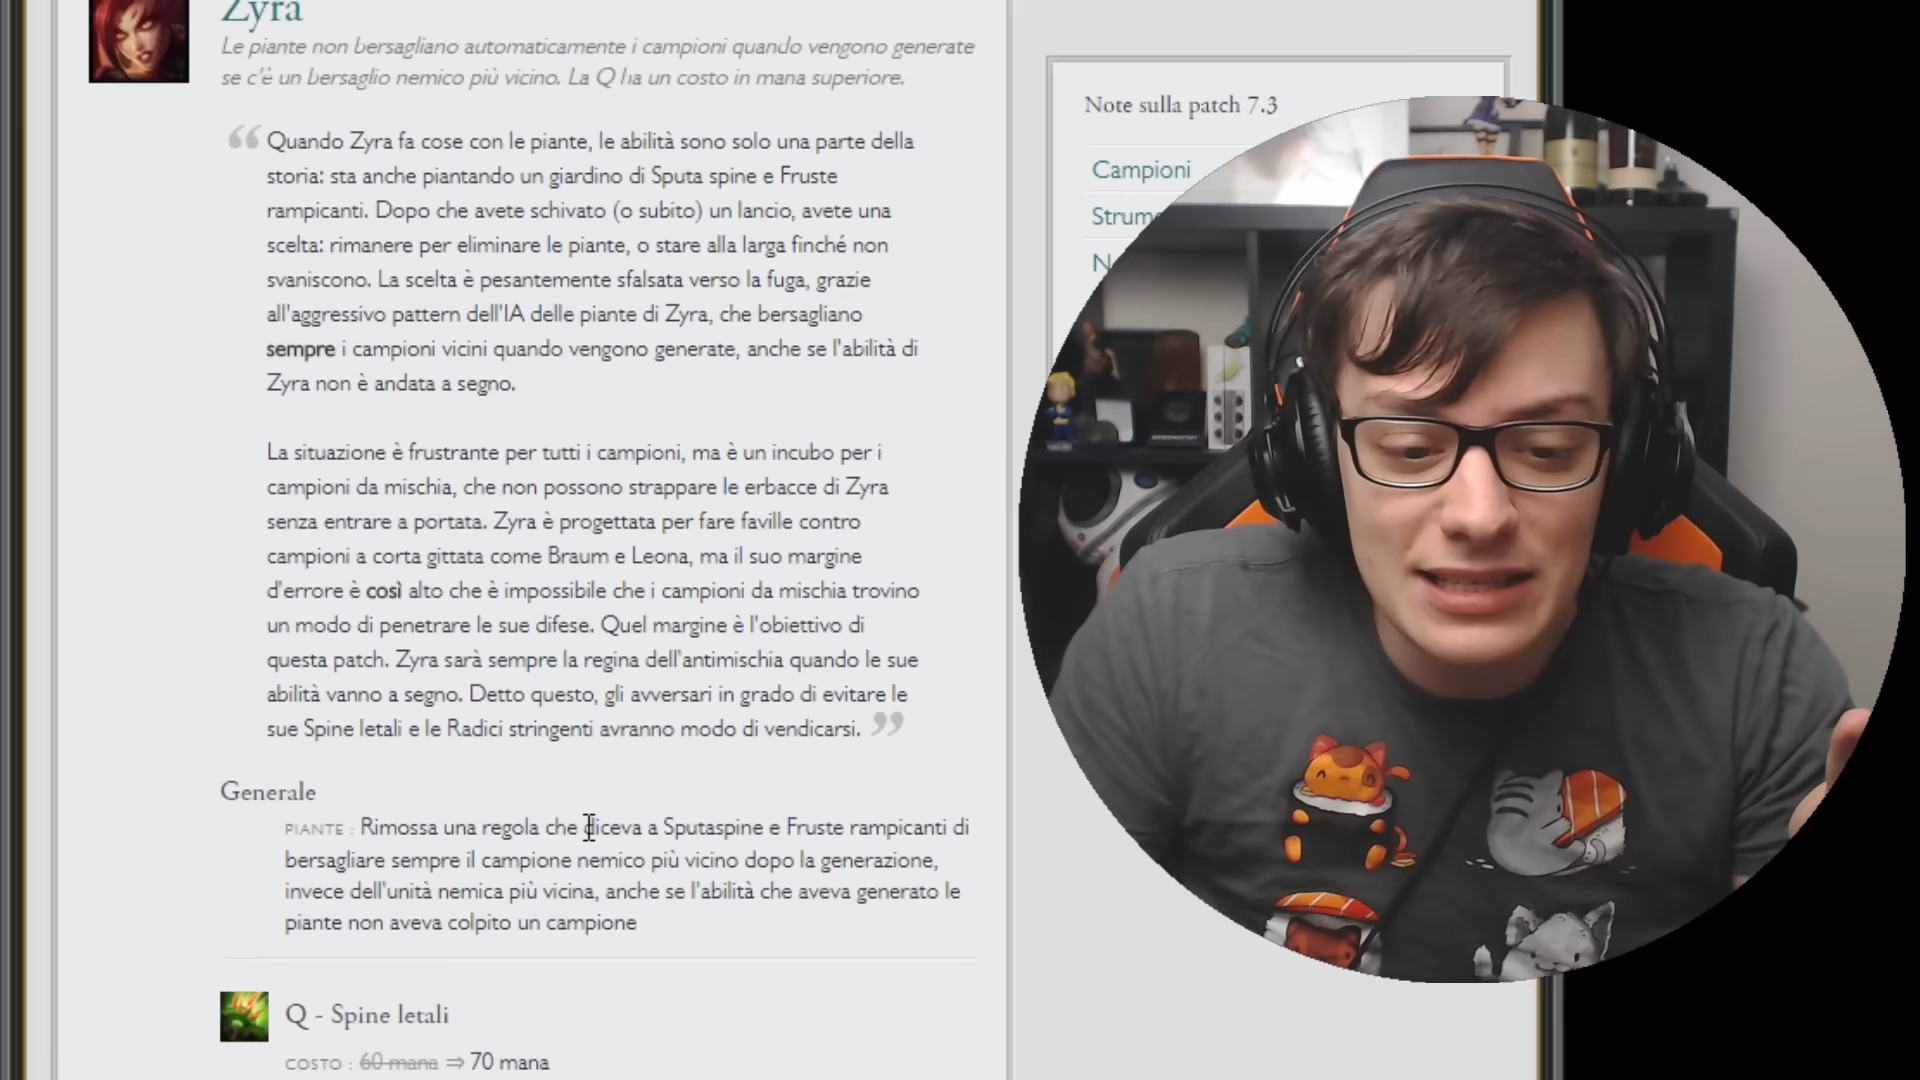 Zyra
Le piante non bersagliano automaticamente i campioni quando vengono generate
se c'è un bersaglio nemico più vicino. La Q ha un costo in mana superiore.
“ Quando Zyra fa cose con le piante, le abilità sono solo una parte della
storia: sta anche piantando un giardino di Sputa spine e Fruste
rampicanti. Dopo che avete schivato (o subito) un lancio, avete una
scelta: rimanere per eliminare le piante, o stare alla larga finché non
svaniscono. La scelta è pesantemente sfalsata verso la fuga, grazie
all'aggressivo pattern dell'IA delle piante di Zyra, che bersagliano
sempre i campioni vicini quando vengono generate, anche se l'abilità di
Zyra non è andata a segno.
La situazione è frustrante per tutti i campioni, ma è un incubo per i
campioni da mischia, che non possono strappare le erbacce di Zyra
senza entrare a portata. Zyra è progettata per fare faville contro
campioni a corta gittata come Braum e Leona, ma il suo margine
d'errore è così alto che è impossibile che i campioni da mischia trovino
un modo di penetrare le sue difese. Quel margine è l'obiettivo di
questa patch. Zyra sarà sempre la regina dell'antimischia quando le sue
abilità vanno a segno. Detto questo, gli avversari in grado di evitare le
sue Spine letali e le Radici stringenti avranno modo di vendicarsi. ”
Generale
PIANTE : Rimossa una regola che diceva a Sputaspine e Fruste rampicanti di
bersagliare sempre il campione nemico più vicino dopo la generazione,
invece dell'unità nemica più vicina, anche se l'abilità che aveva generato le
piante non aveva colpito un campione
Q - Spine letali
COSTO : 60 mana ⇒ 70 mana
Note sulla patch 7.3
Campioni